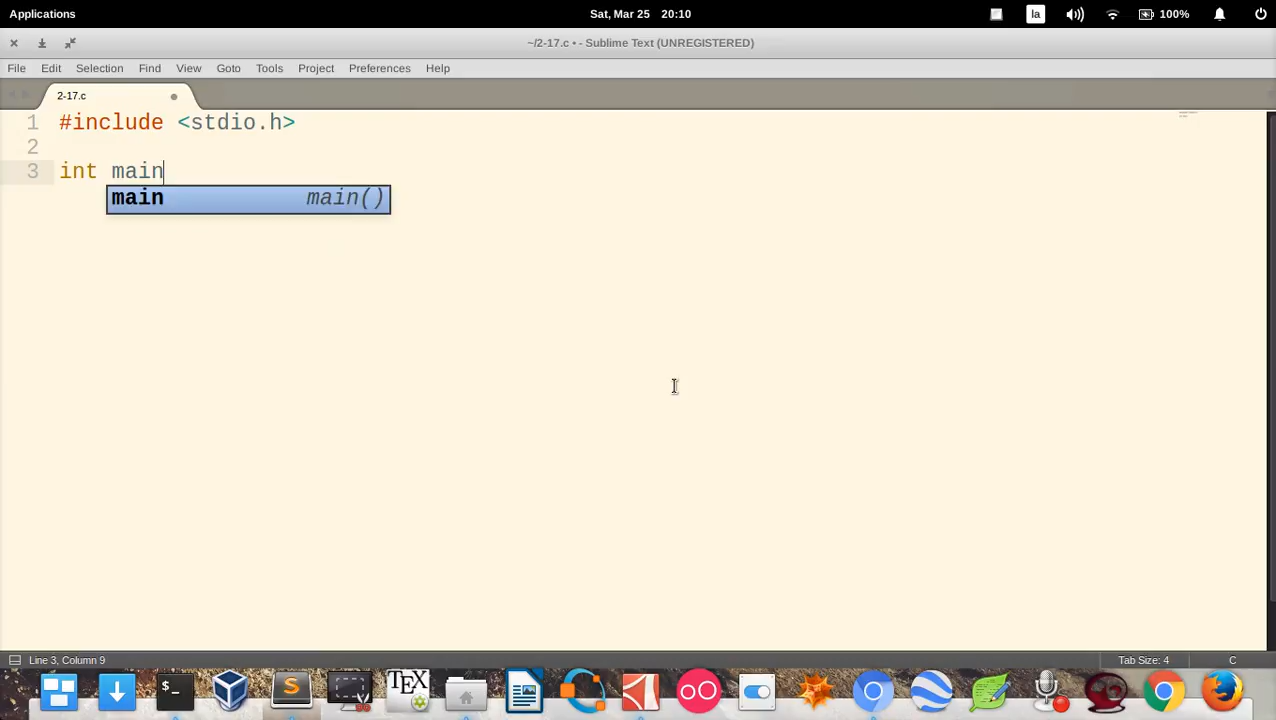 Applications
Sat, Mar 25 20:10
la
100%
~/2-17.c • - Sublime Text (UNREGISTERED)
File Edit Selection Find View Goto Tools Project Preferences Help
2-17.c
1 #include <stdio.h>
2
3 int main
main main()
Line 3, Column 9
Tab Size: 4
C
>_
S
TEX